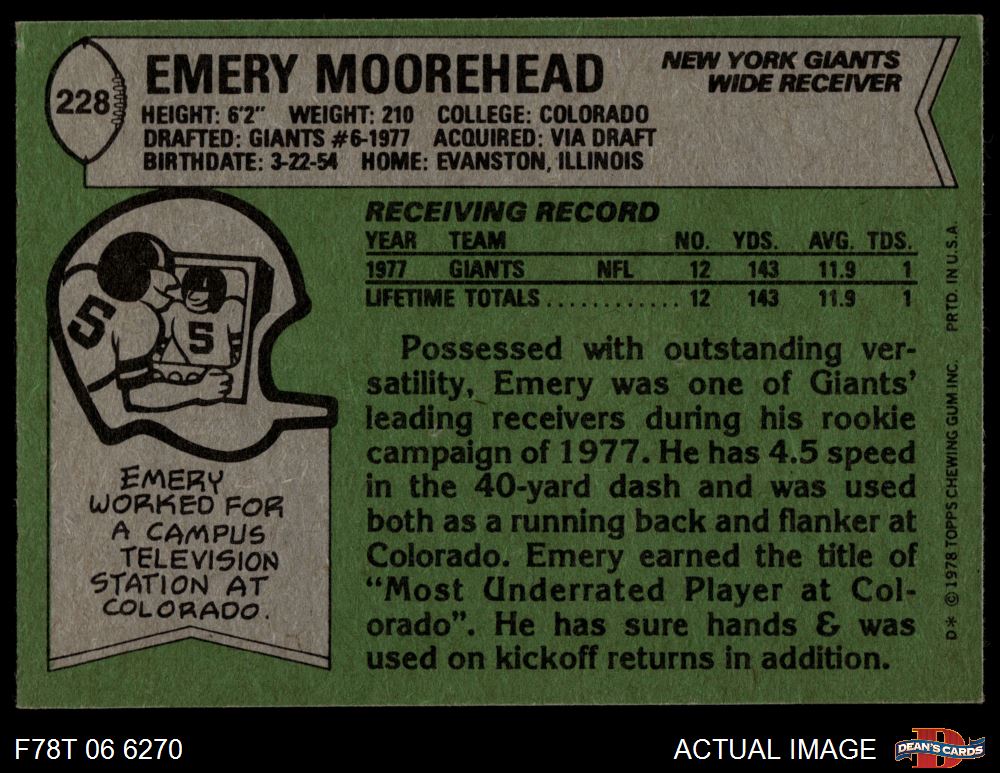 228
EMERY MOOREHEAD
NEW YORK GIANTS
WIDE RECEIVER
HEIGHT: 6'2" WEIGHT: 210 COLLEGE: COLORADO
DRAFTED: GIANTS #6-1977 ACQUIRED: VIA DRAFT
BIRTHDATE: 3-22-54 HOME: EVANSTON, ILLINOIS
RECEIVING RECORD
YEAR TEAM NO. YDS. AVG. TDS.
1977 GIANTS NFL 12 143 11.9 1
LIFETIME TOTALS ............ 12 143 11.9 1
5
5
EMERY
WORKED FOR
A CAMPUS
TELEVISION
STATION AT
COLORADO.
Possessed with outstanding ver-
satility, Emery was one of Giants'
leading receivers during his rookie
campaign of 1977. He has 4.5 speed
in the 40-yard dash and was used
both as a running back and flanker at
Colorado. Emery earned the title of
“Most Underrated Player at Col-
orado”. He has sure hands & was
used on kickoff returns in addition.
D* © 1978 TOPPS CHEWING GUM INC. PRTD. IN U.S.A.
F78T 06 6270
ACTUAL IMAGE
D
DEAN'S CARDS